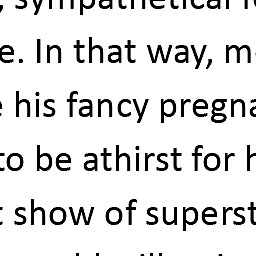 , sympathetical
e. In that way, m
his fancy pregna
to be athirst for h
show of superst